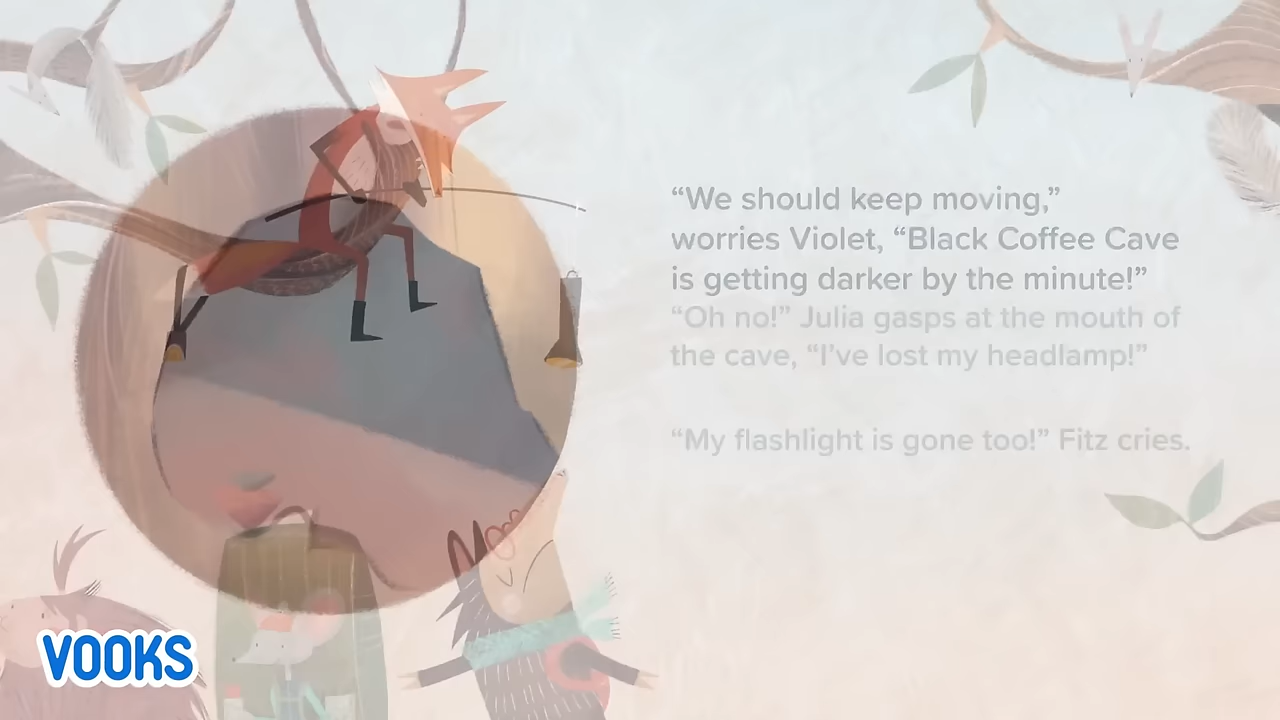 “We should keep moving,”
worries Violet, “Black Coffee Cave
is getting darker by the minute!”
“Oh no!” Julia gasps at the mouth of
the cave, “I’ve lost my headlamp!”
“My flashlight is gone too!” Fitz cries.
VOOKS